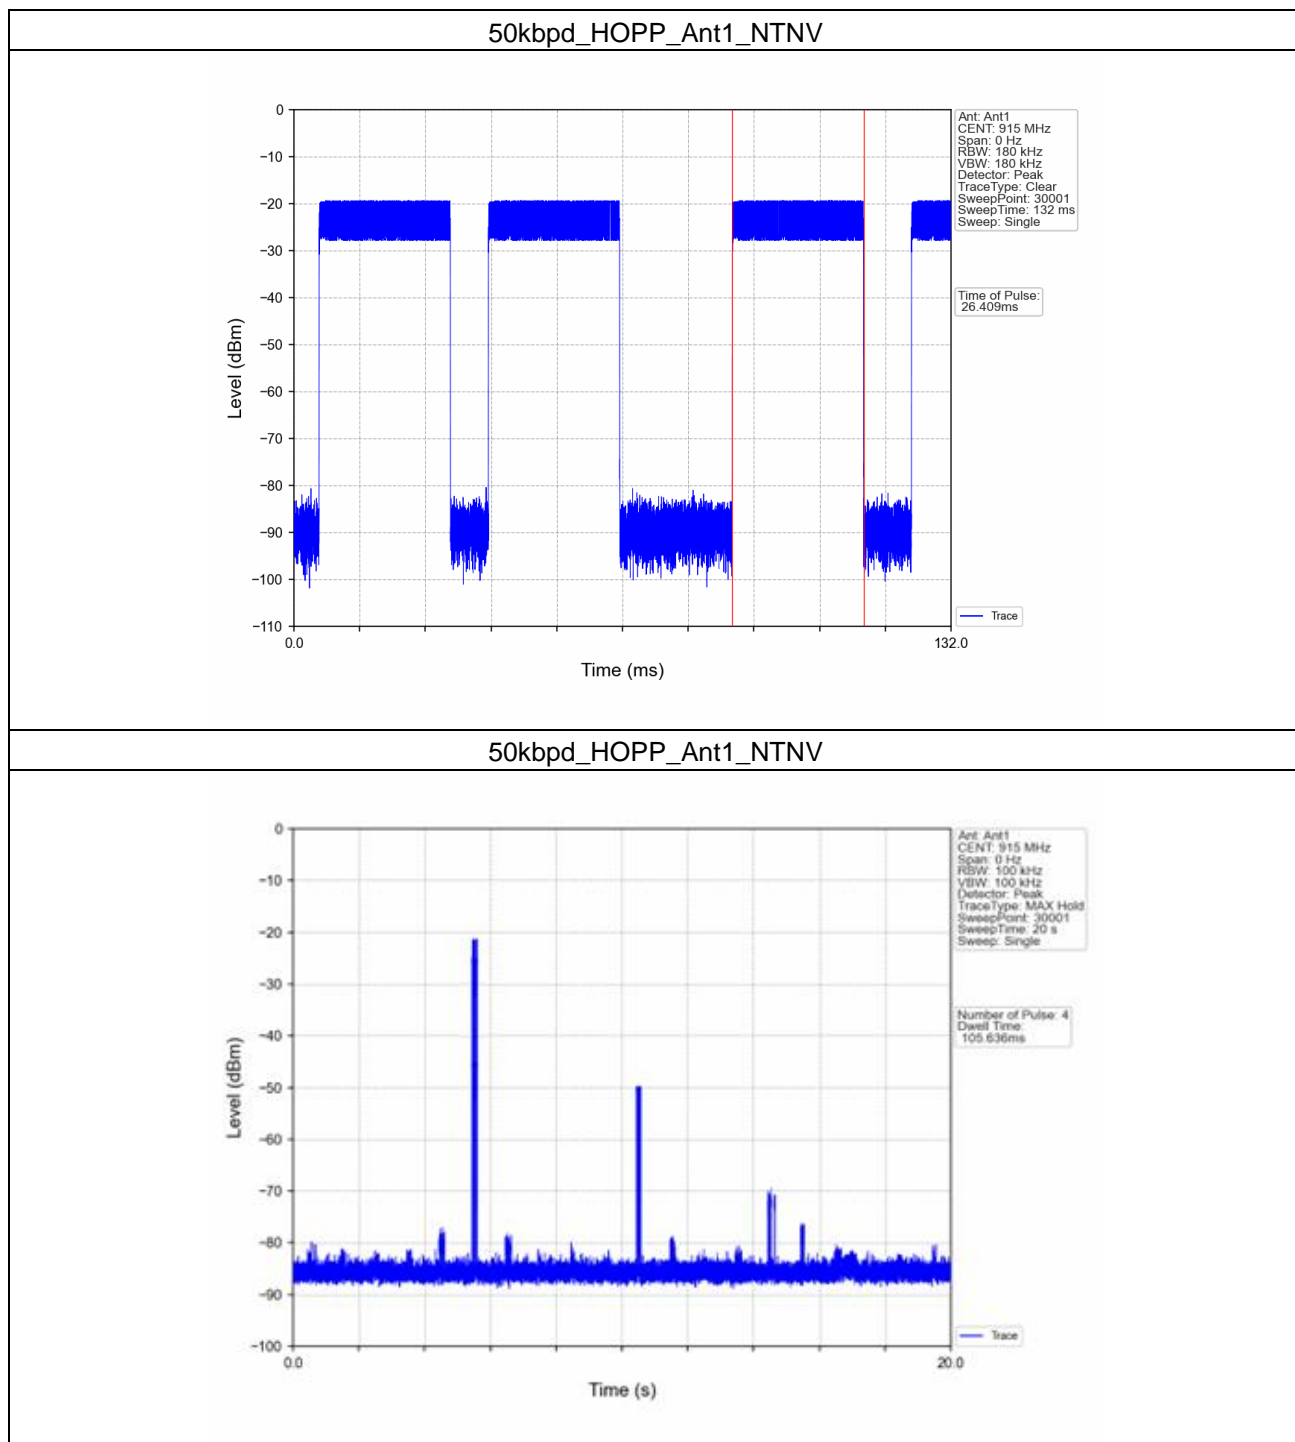 50kbpd_HOPP_Ant1_NTNV
0
−10
−20
−30
−40
−50
−60
−70
−80
−90
−100
−110
Level (dBm)
0.0
132.0
Time (ms)
Ant: Ant1
CENT: 915 MHz
Span: 0 Hz
RBW: 180 kHz
VBW: 180 kHz
Detector: Peak
TraceType: Clear
SweepPoint: 30001
SweepTime: 132 ms
Sweep: Single
Time of Pulse:
26.409ms
Trace
50kbpd_HOPP_Ant1_NTNV
0
−10
−20
−30
−40
−50
−60
−70
−80
−90
−100
Level (dBm)
0.0
20.0
Time (s)
Ant: Ant1
CENT: 915 MHz
Span: 0 Hz
RBW: 100 kHz
VBW: 100 kHz
Detector: Peak
TraceType: MAX Hold
SweepPoint: 30001
SweepTime: 20 s
Sweep: Single
Number of Pulse: 4
Dwell Time:
105.636ms
Trace